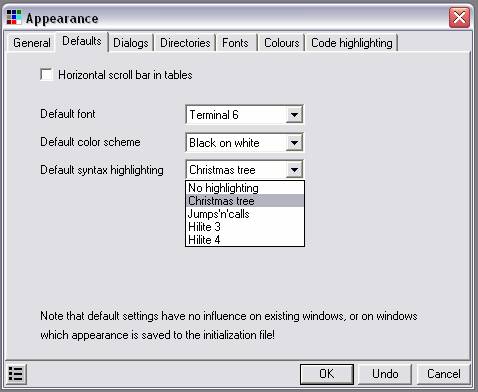 Appearance
General Defaults Dialogs Directories Fonts Colours Code highlighting
Horizontal scroll bar in tables
Default font Terminal 6
Default color scheme Black on white
Default syntax highlighting Christmas tree
No highlighting
Christmas tree
Jumps'n'calls
Hilite 3
Hilite 4
Note that default settings have no influence on existing windows, or on windows
which appearance is saved to the initialization file!
OK Undo Cancel